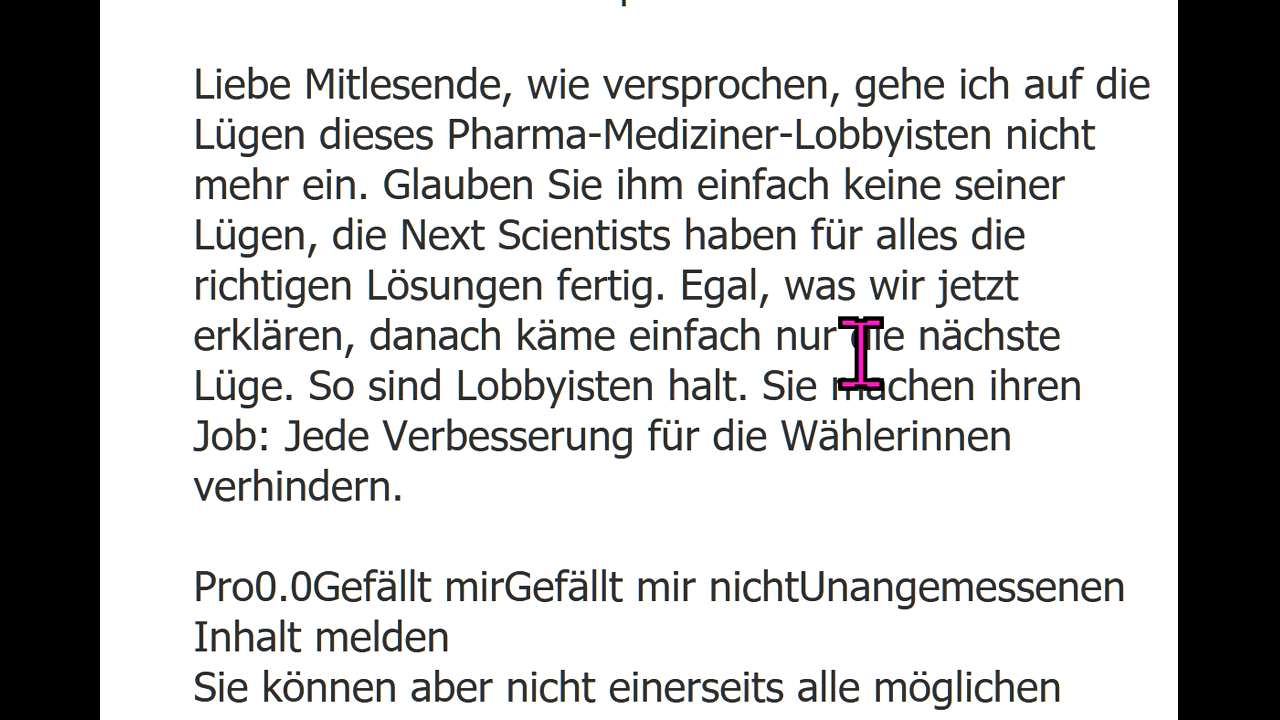 Liebe Mitlesende, wie versprochen, gehe ich auf die
Lügen dieses Pharma-Mediziner-Lobbyisten nicht
mehr ein. Glauben Sie ihm einfach keine seiner
Lügen, die Next Scientists haben für alles die
richtigen Lösungen fertig. Egal, was wir jetzt
erklären, danach käme einfach nur die nächste
Lüge. So sind Lobbyisten halt. Sie machen ihren
Job: Jede Verbesserung für die Wählerinnen
verhindern.
Pro0.0Gefällt mirGefällt mir nichtUnangemessenen
Inhalt melden
Sie können aber nicht einerseits alle möglichen